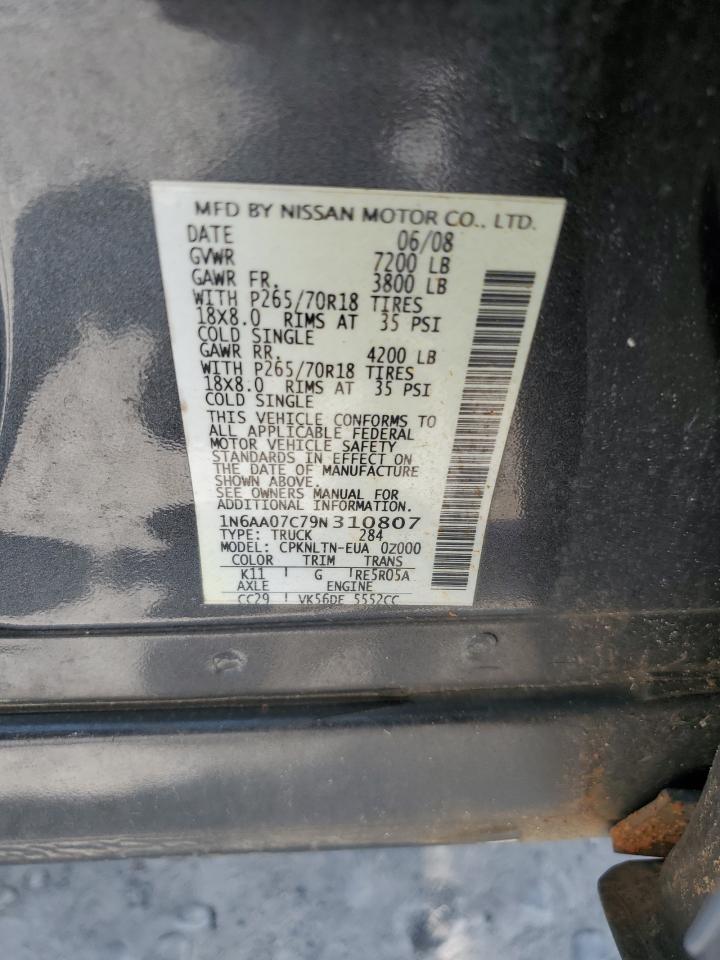 MFD BY NISSAN MOTOR CO., LTD.
DATE 06/08
GVWR 7200 LB
GAWR FR. 3800 LB
WITH P265/70R18 TIRES
18X8.0 RIMS AT 35 PSI
COLD SINGLE
GAWR RR. 4200 LB
WITH P265/70R18 TIRES
18X8.0 RIMS AT 35 PSI
COLD SINGLE
THIS VEHICLE CONFORMS TO
ALL APPLICABLE FEDERAL
MOTOR VEHICLE SAFETY
STANDARDS IN EFFECT ON
THE DATE OF MANUFACTURE
SHOWN ABOVE.
SEE OWNERS MANUAL FOR
ADDITIONAL INFORMATION.
1N6AA07C79N310807
TYPE: TRUCK 284
MODEL: CPKNLTN-EUA 0Z000
COLOR TRIM TRANS
K11 G RE5R05A
AXLE ENGINE
CC29 VK56DE 5552CC